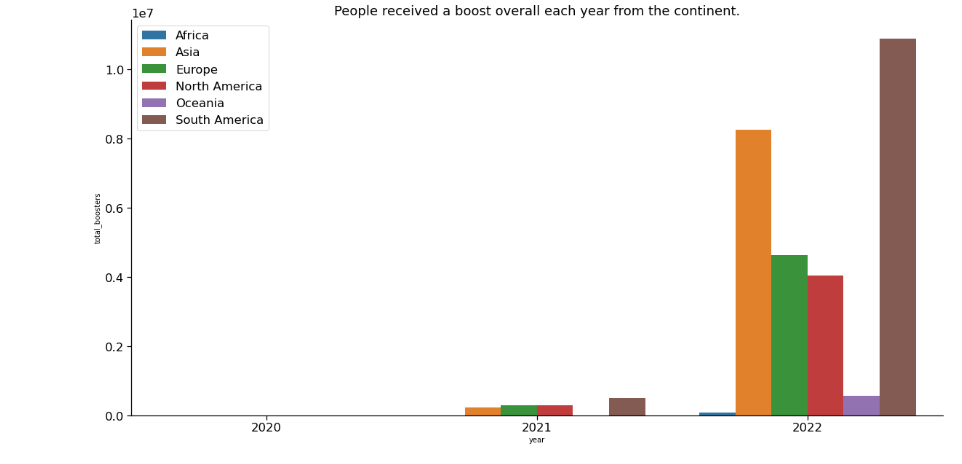 People received a boost overall each year from the continent.
1e7
Africa
Asia
Europe
North America
Oceania
South America
1.0
0.8
0.6
0.4
0.2
0.0
total_boosters
2020
2021
2022
year